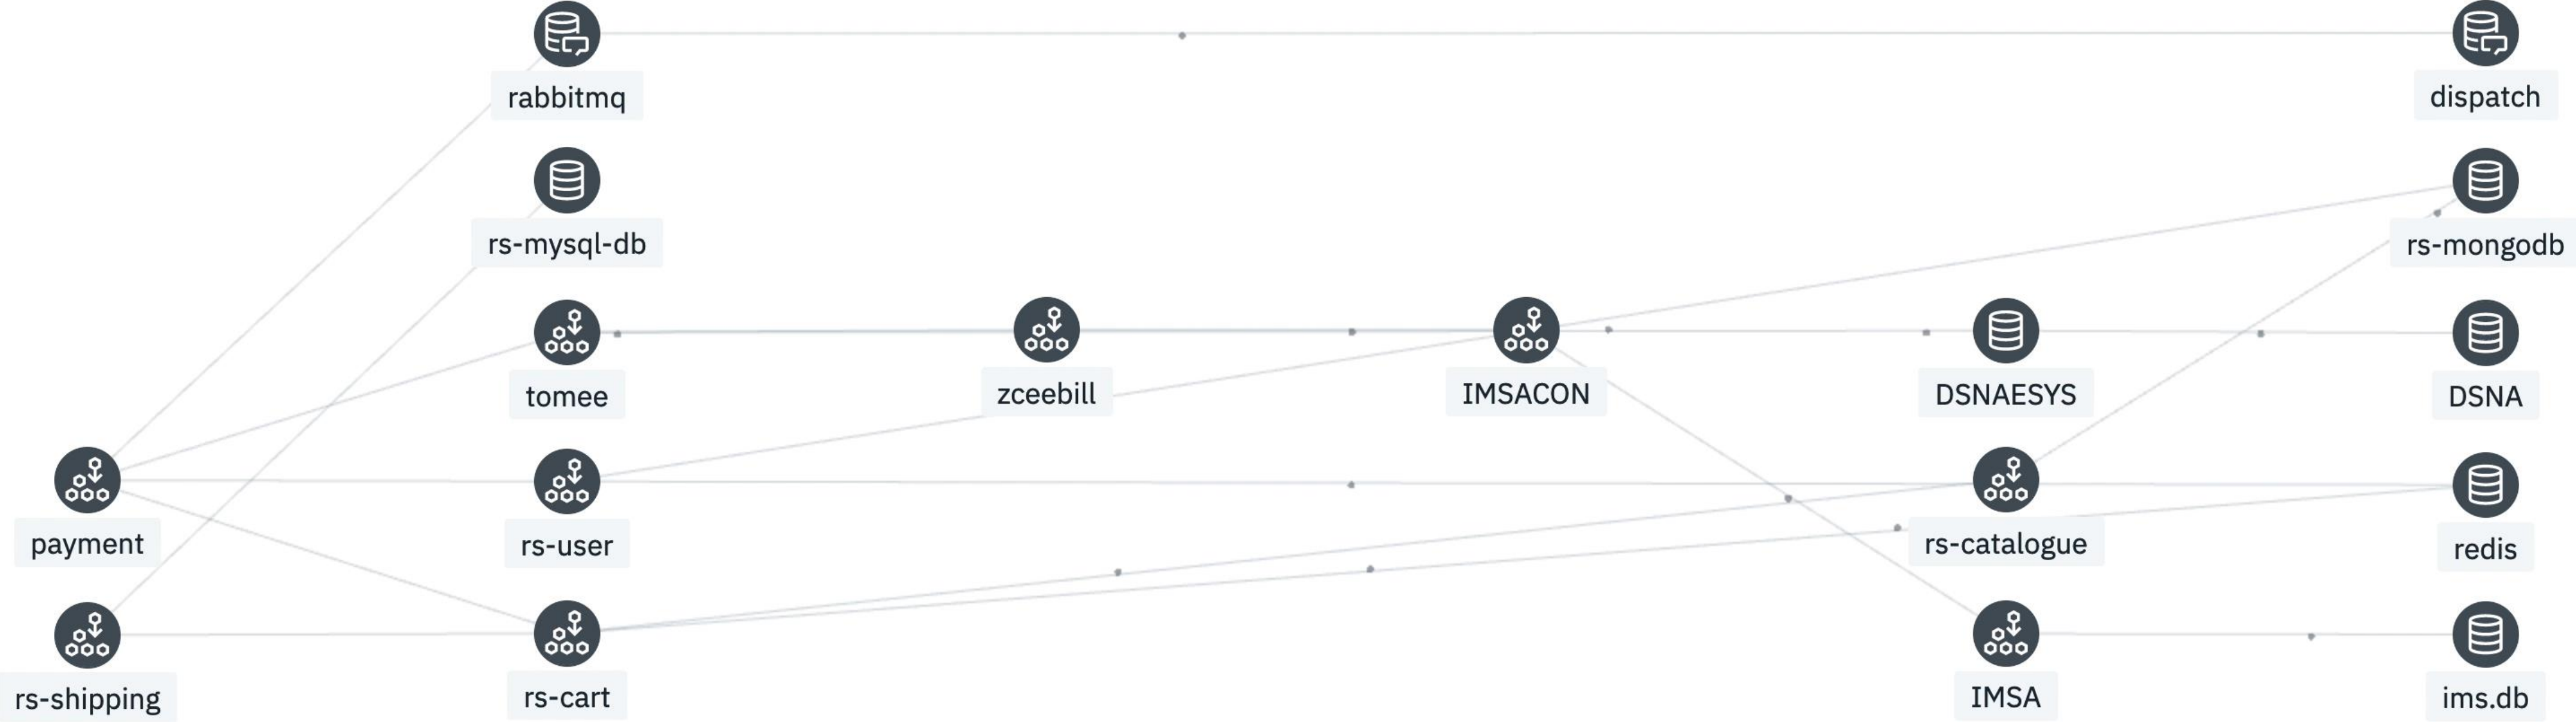 rabbitmq
dispatch
rs-mysql-db
rs-mongodb
tomee
zceebill
IMSACON
DSNAESYS
DSNA
payment
rs-user
rs-catalogue
redis
rs-shipping
rs-cart
IMSA
ims.db